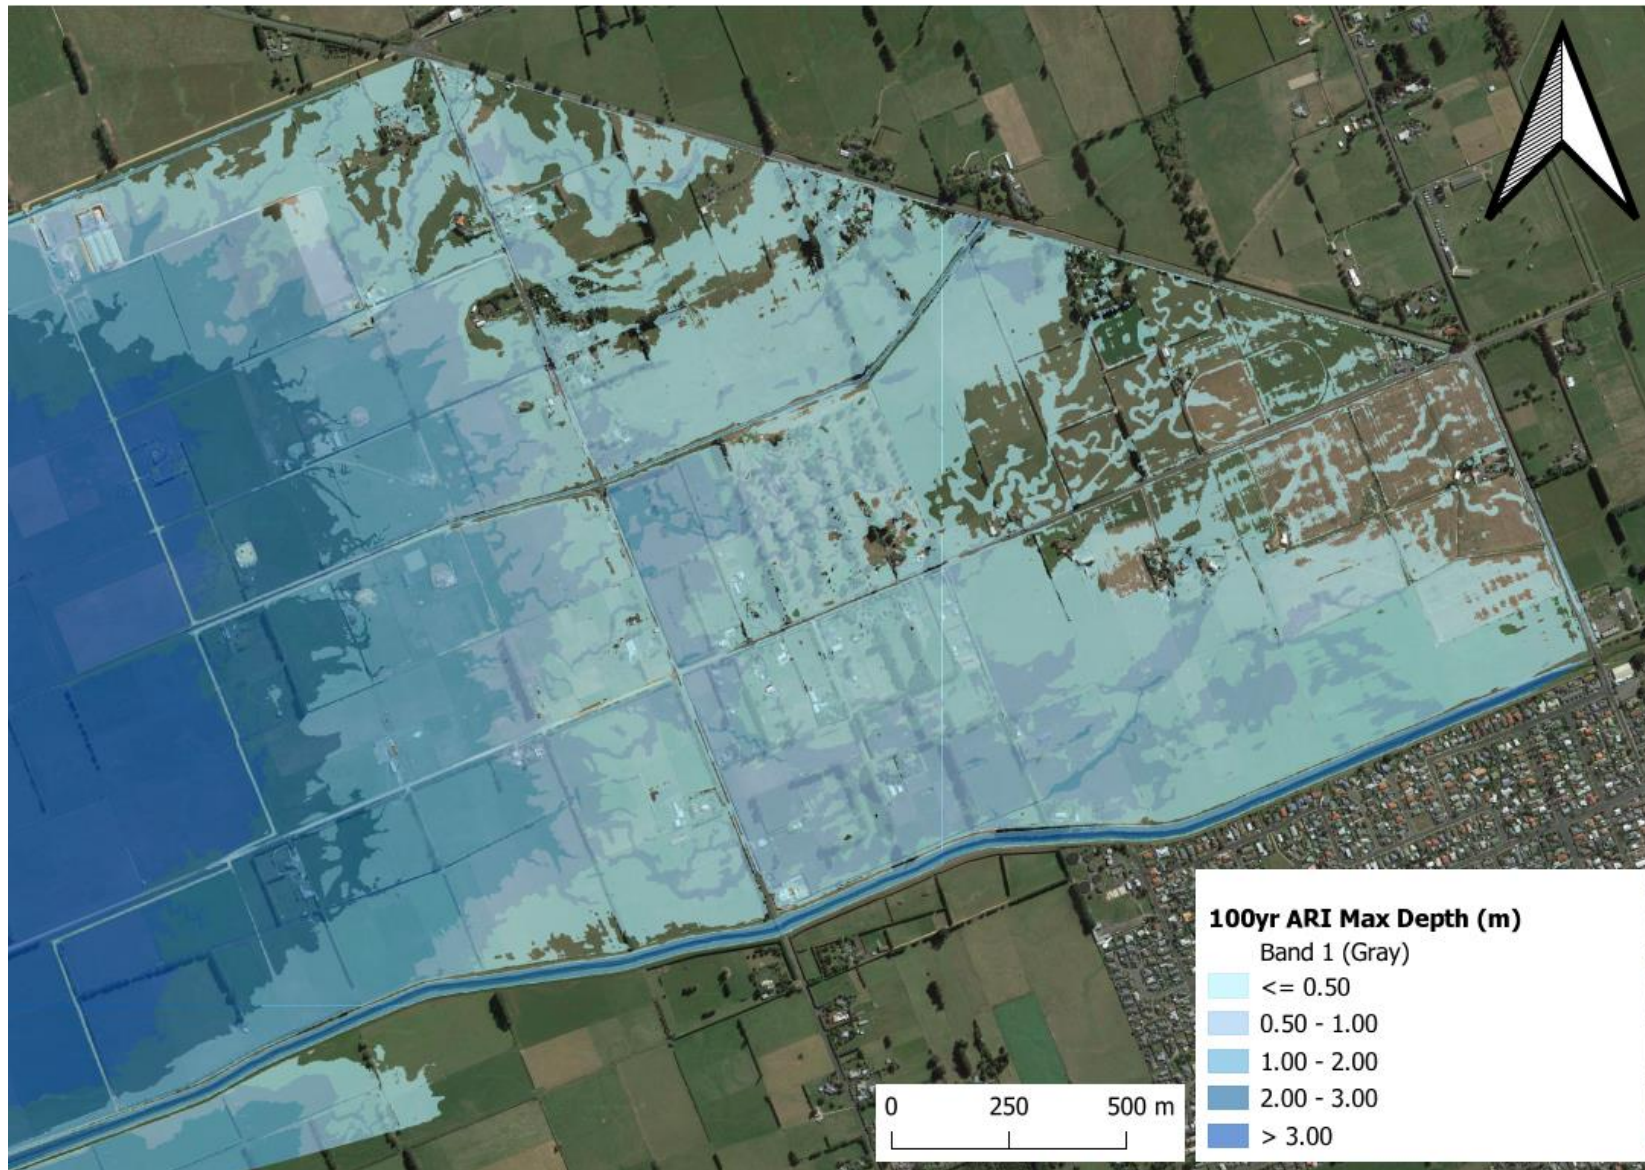 100yr ARI Max Depth (m)
Band 1 (Gray)
<= 0.50
0.50 - 1.00
1.00 - 2.00
2.00 - 3.00
> 3.00
0 250 500 m